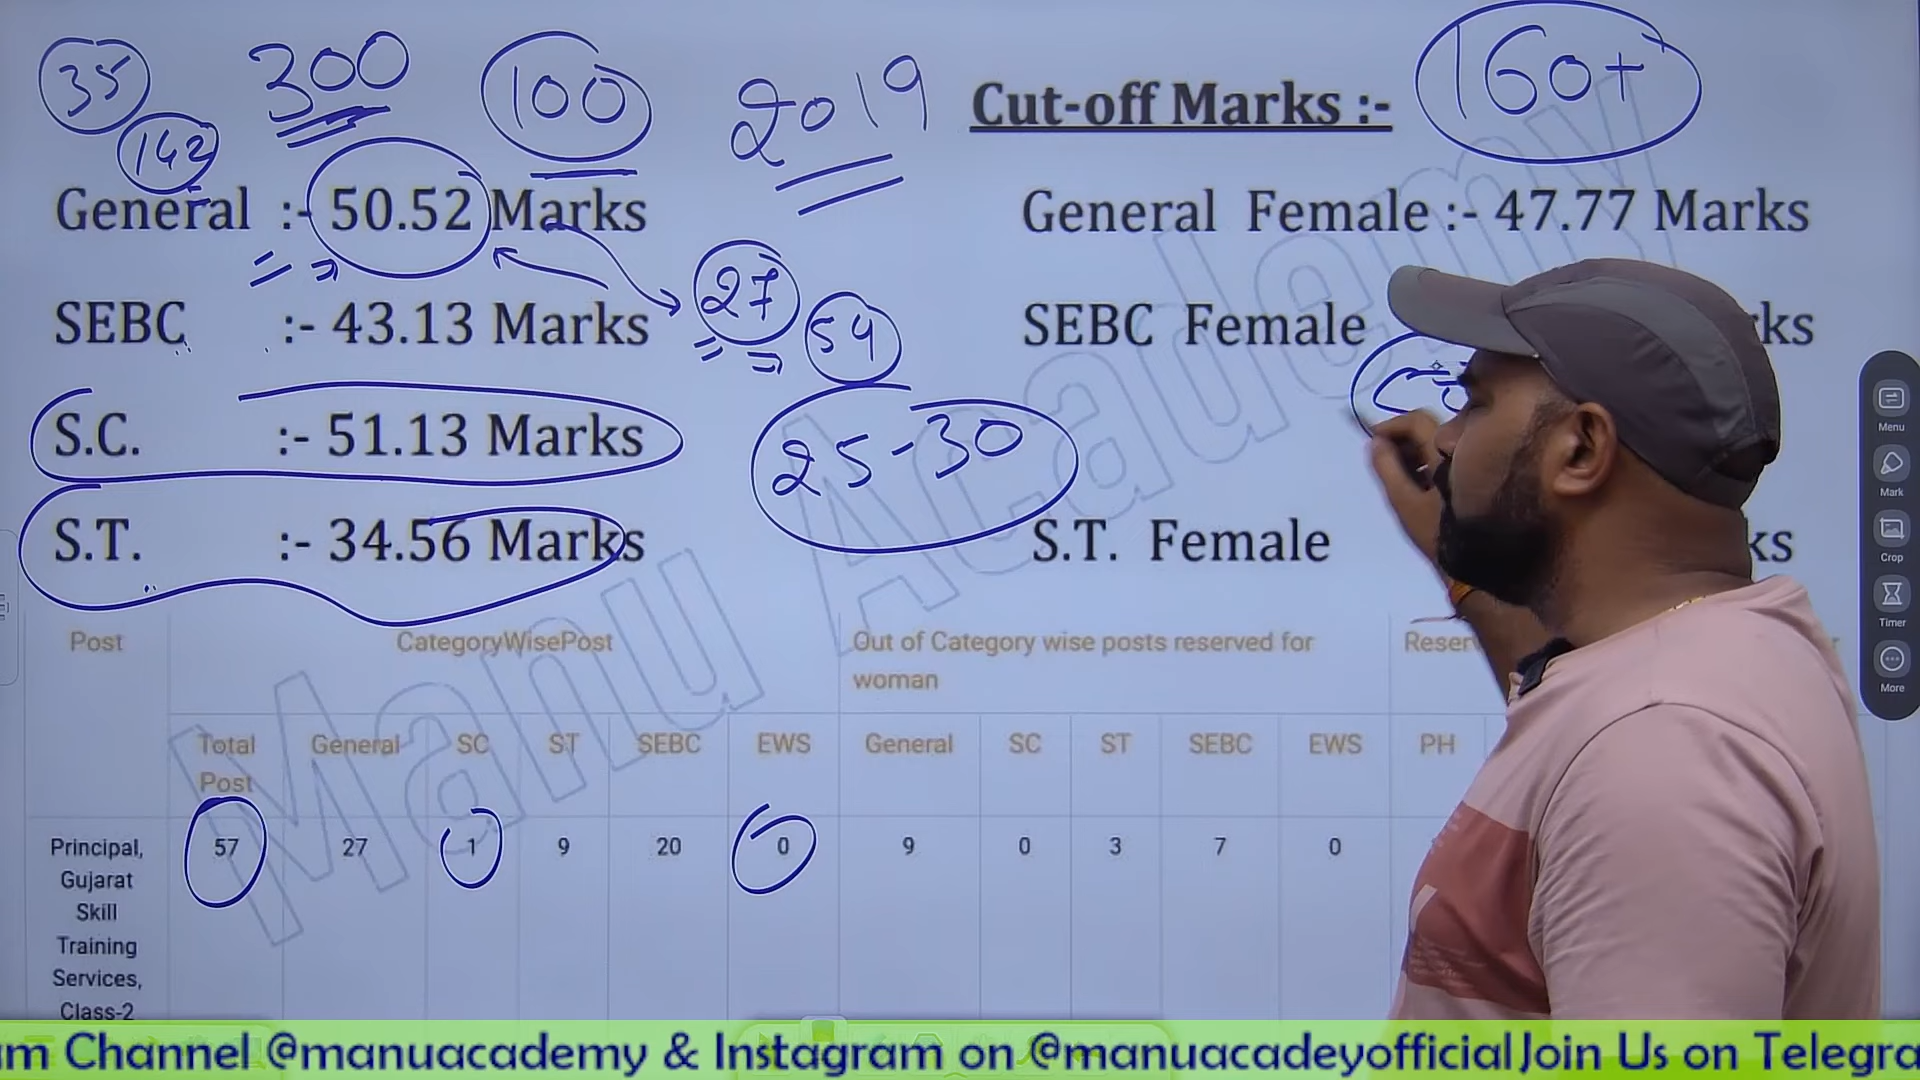 35 300 100 2019 Cut-off Marks :- 160+
142
General :- 50.52 Marks General Female :- 47.77 Marks
27
SEBC :- 43.13 Marks 54 SEBC Female
S.C. :- 51.13 Marks 25-30
S.T. :- 34.56 Marks S.T. Female
Manu Academy
Post CategoryWisePost Out of Category wise posts reserved for woman
Total Post General SC ST SEBC EWS General SC ST SEBC EWS PH
Principal, Gujarat Skill Training Services, Class-2 57 27 1 9 20 0 9 0 3 7 0
Menu
Mark
Crop
Timer
More
Channel @manuacademy & Instagram on @manuacadeyofficial Join Us on